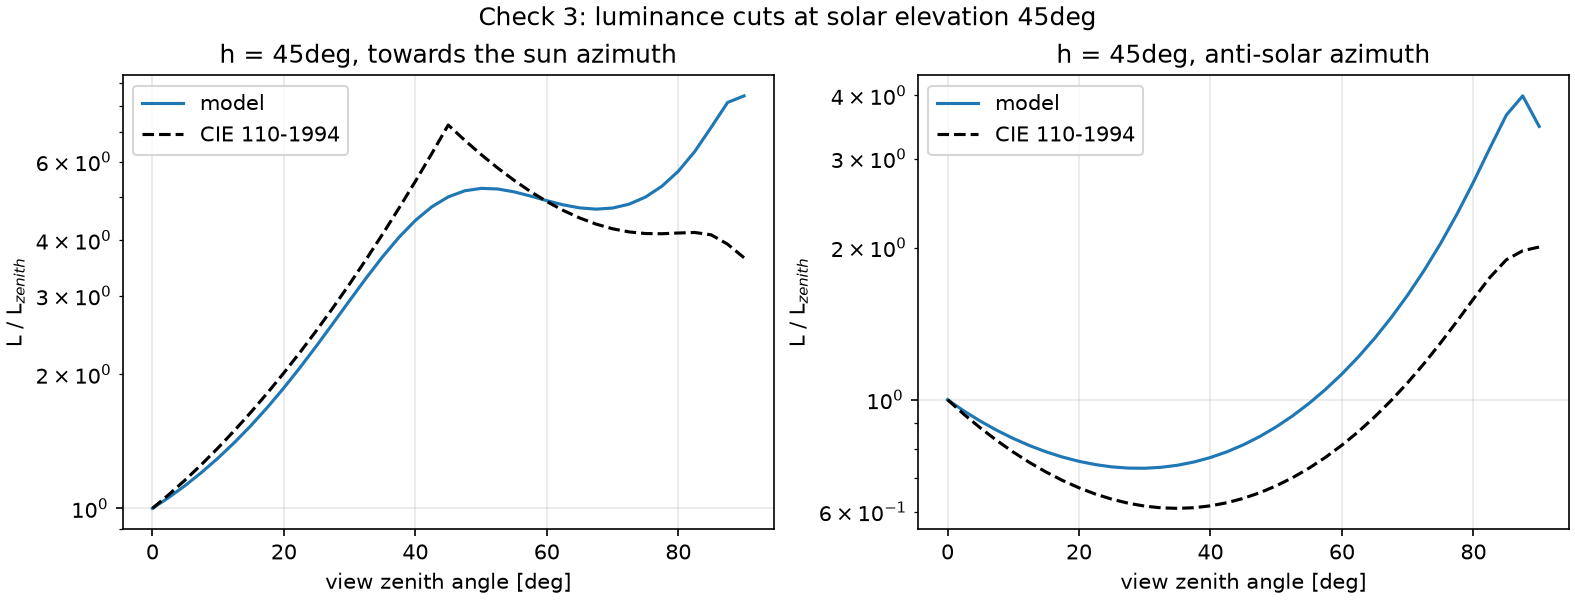 Check 3: luminance cuts at solar elevation 45deg
h = 45deg, towards the sun azimuth
model
CIE 110-1994
6 × 10⁰
4 × 10⁰
3 × 10⁰
2 × 10⁰
10⁰
L / L_zenith
0 20 40 60 80
view zenith angle [deg]
h = 45deg, anti-solar azimuth
model
CIE 110-1994
4 × 10⁰
3 × 10⁰
2 × 10⁰
10⁰
6 × 10⁻¹
L / L_zenith
0 20 40 60 80
view zenith angle [deg]